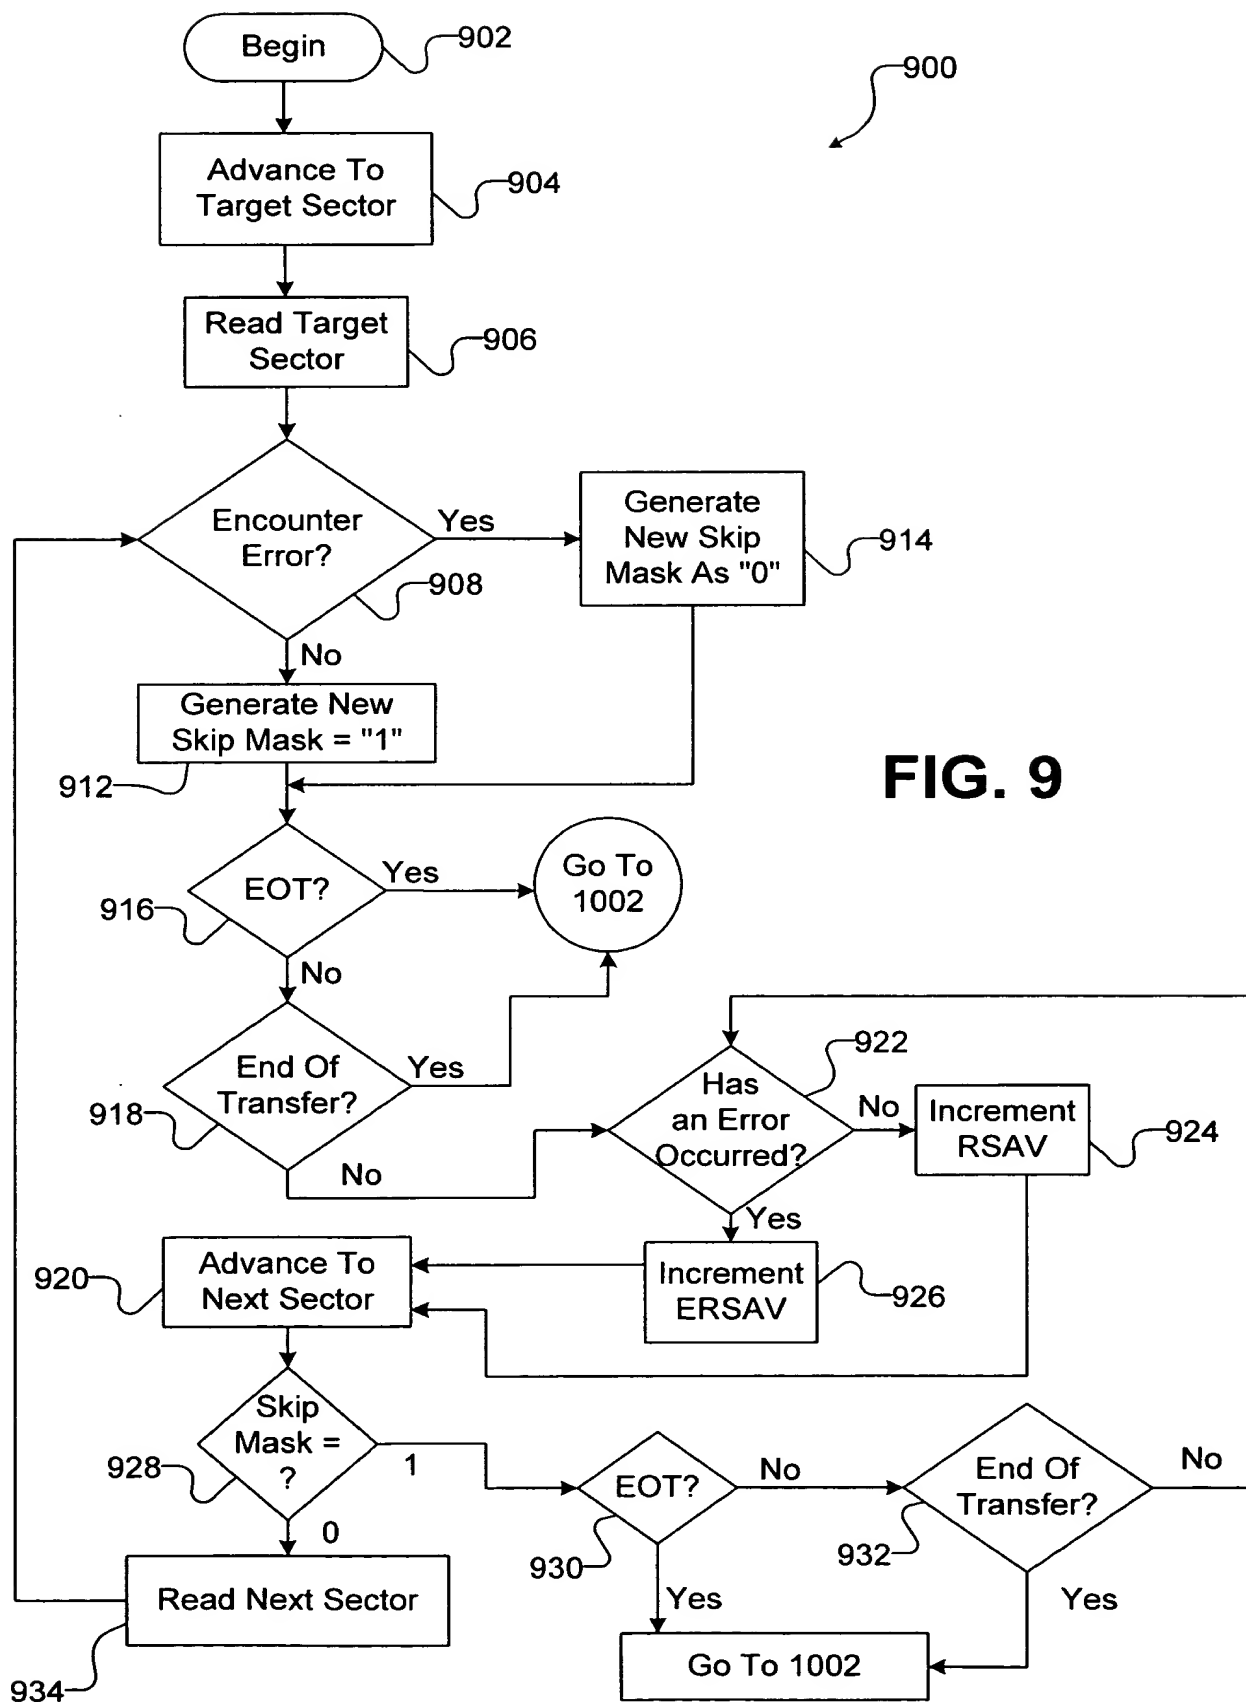 Begin
902
900
Advance To
Target Sector
904
Read Target
Sector
906
Encounter
Error?
908
Yes
Generate
New Skip
Mask As "0"
914
No
Generate New
Skip Mask = "1"
912
FIG. 9
EOT?
916
Yes
Go To
1002
No
End Of
Transfer?
918
Yes
No
Has
an Error
Occurred?
922
No
Increment
RSAV
924
Yes
Increment
ERSAV
926
Advance To
Next Sector
920
Skip
Mask =
?
928
1
0
EOT?
930
No
End Of
Transfer?
932
No
Yes
Yes
Read Next Sector
934
Go To 1002